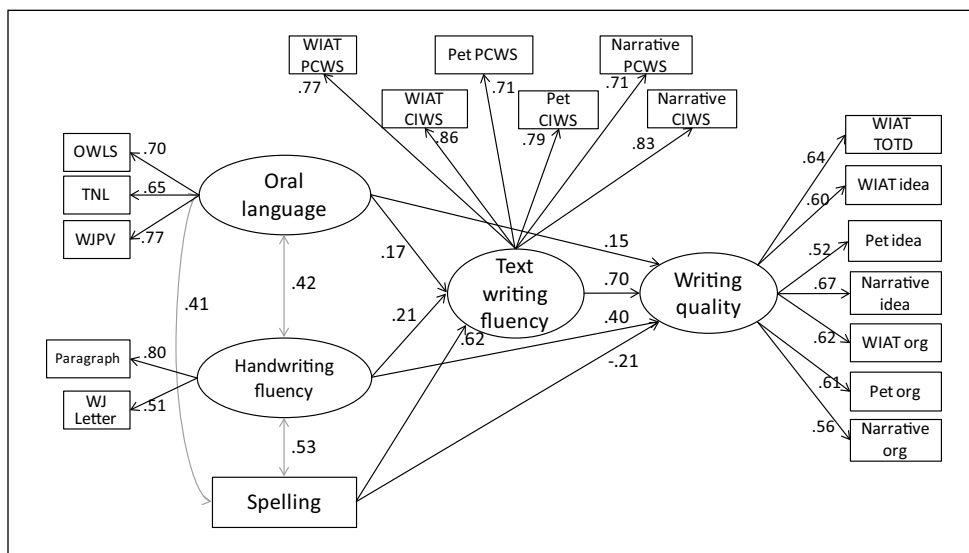 WIAT
PCWS
Pet PCWS
Narrative
PCWS
.77
.71
.71
WIAT
CIWS
Pet
CIWS
Narrative
CIWS
.86
.79
.83
OWLS
.70
TNL
.65
WJPV
.77
Oral
language
.17
.15
.41
.42
.21
Text
writing
fluency
.62
.70
Writing
quality
.40
-.21
WIAT
TOTD
.64
WIAT idea
.60
Pet idea
.52
Narrative
idea
.67
WIAT org
.62
Pet org
.61
Narrative
org
.56
Paragraph
.80
WJ
Letter
.51
Handwriting
fluency
.53
Spelling